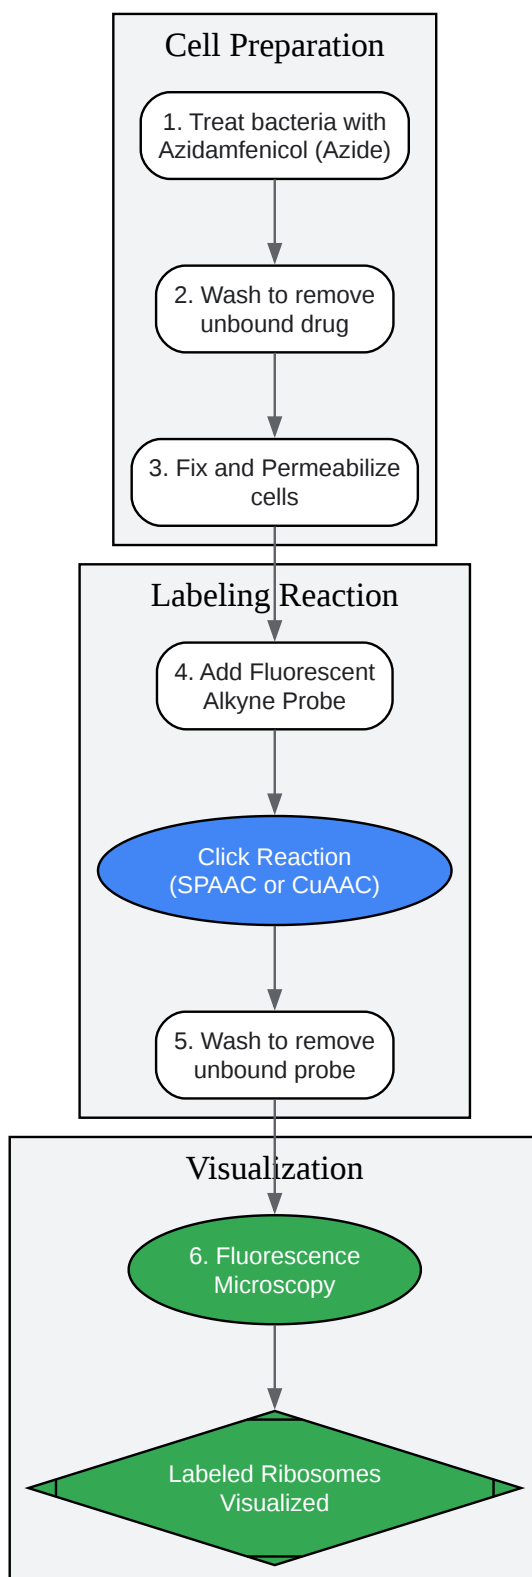 Cell Preparation
1. Treat bacteria with
Azidamfenicol (Azide)
2. Wash to remove
unbound drug
3. Fix and Permeabilize
cells
Labeling Reaction
4. Add Fluorescent
Alkyne Probe
Click Reaction
(SPAAC or CuAAC)
5. Wash to remove
unbound probe
Visualization
6. Fluorescence
Microscopy
Labeled Ribosomes
Visualized